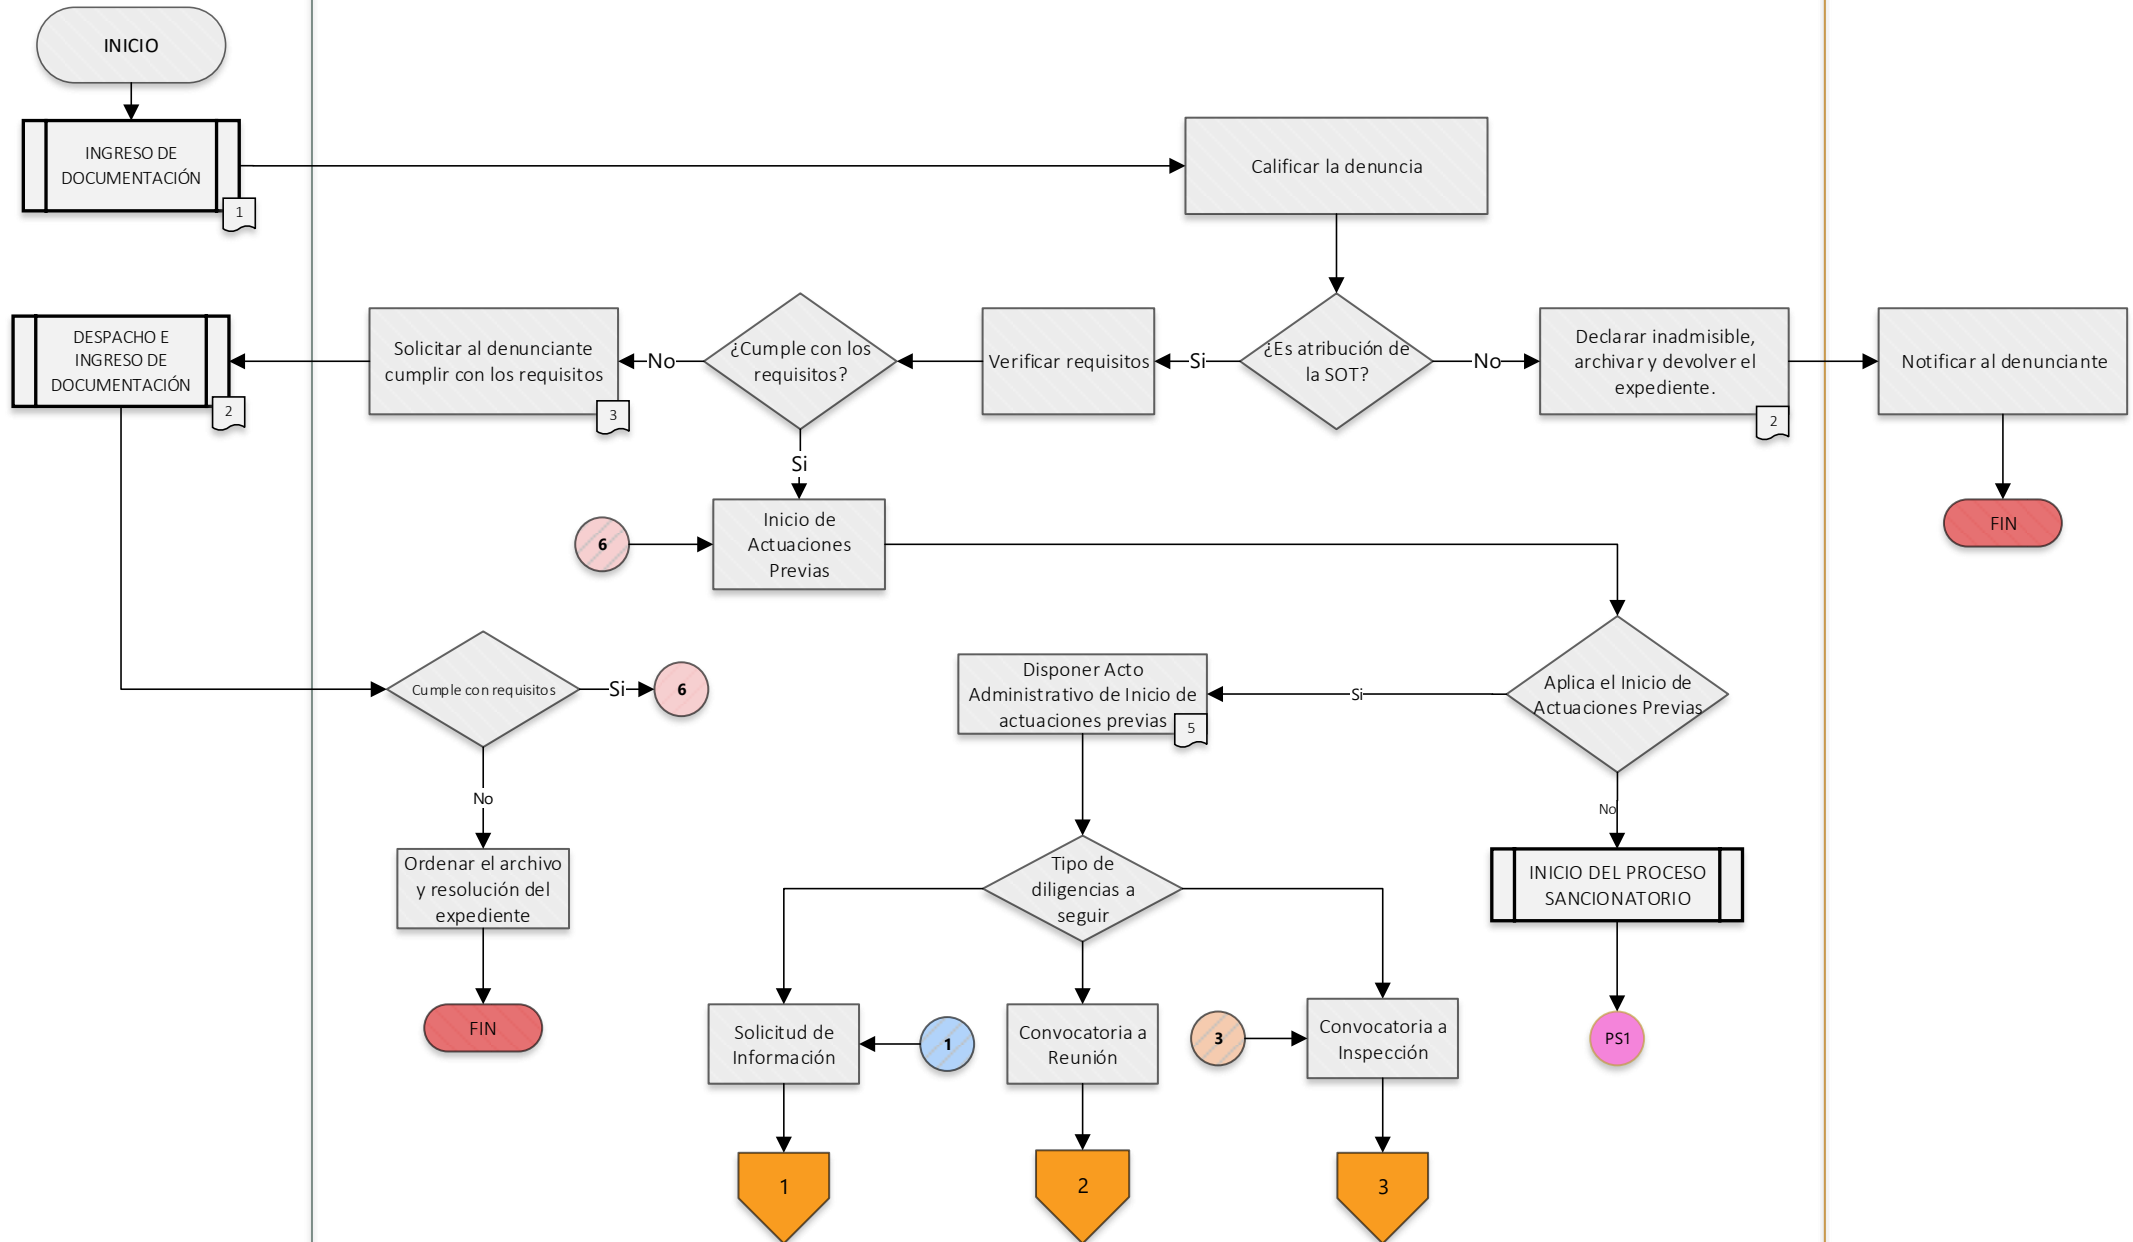 INICIO
INGRESO DE
DOCUMENTACIÓN
1
Calificar la denuncia
DESPACHO E
INGRESO DE
DOCUMENTACIÓN
2
Solicitar al denunciante
cumplir con los requisitos
3
No
¿Cumple con los
requisitos?
Verificar requisitos
Si
¿Es atribución de
la SOT?
No
Declarar inadmisible,
archivar y devolver el
expediente.
2
Notificar al denunciante
Si
FIN
6
Inicio de
Actuaciones
Previas
Cumple con requisitos
Si
6
Disponer Acto
Administrativo de Inicio de
actuaciones previas
5
Si
Aplica el Inicio de
Actuaciones Previas
No
No
Ordenar el archivo
y resolución del
expediente
Tipo de
diligencias a
seguir
INICIO DEL PROCESO
SANCIONATORIO
FIN
Solicitud de
Información
1
Convocatoria a
Reunión
3
Convocatoria a
Inspección
PS1
1
2
3